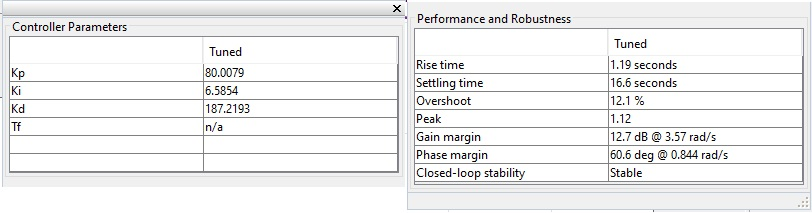 Controller Parameters
Tuned
Kp 80.0079
Ki 6.5854
Kd 187.2193
Tf n/a
Performance and Robustness
Tuned
Rise time 1.19 seconds
Settling time 16.6 seconds
Overshoot 12.1 %
Peak 1.12
Gain margin 12.7 dB @ 3.57 rad/s
Phase margin 60.6 deg @ 0.844 rad/s
Closed-loop stability Stable